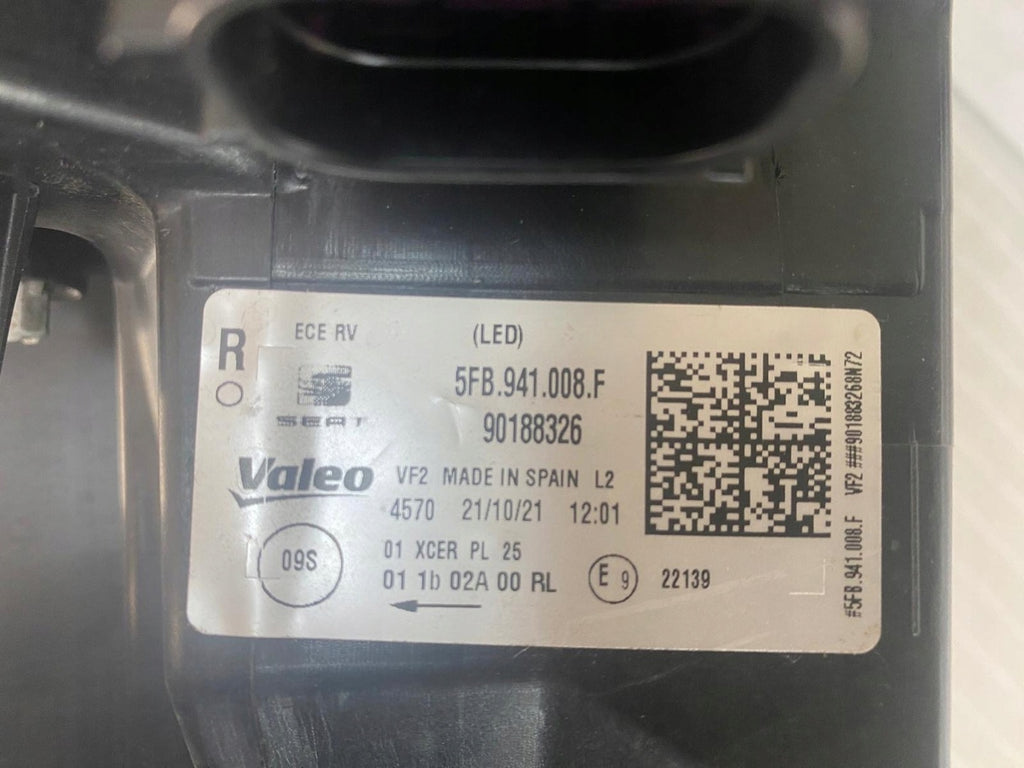 R
ECE RV (LED)
SEAT
5FB.941.008.F
90188326
Valeo
VF2 MADE IN SPAIN L2
4570 21/10/21 12:01
09S
01 XCER PL 25
01 1b 02A 00 RL
E 9 22139
#5FB.941.008.F VF2 ###90188326BM72